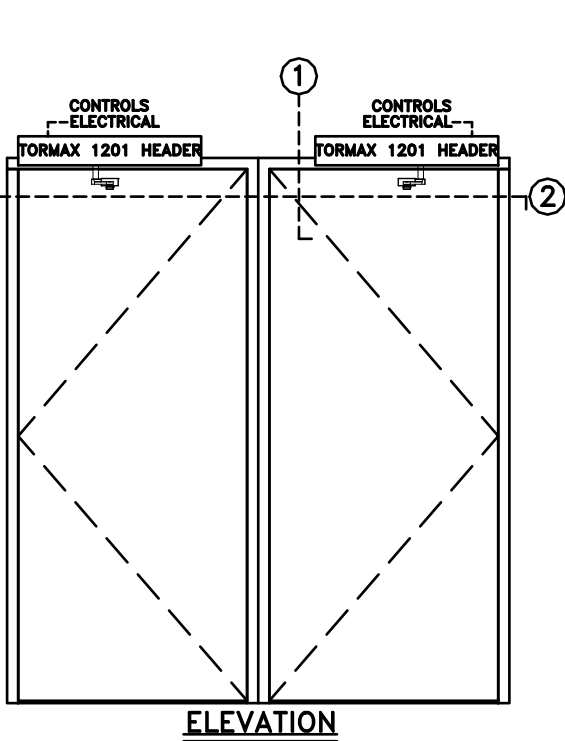 1
CONTROLS
ELECTRICAL
CONTROLS
ELECTRICAL
TORMAX 1201 HEADER
TORMAX 1201 HEADER
2
ELEVATION